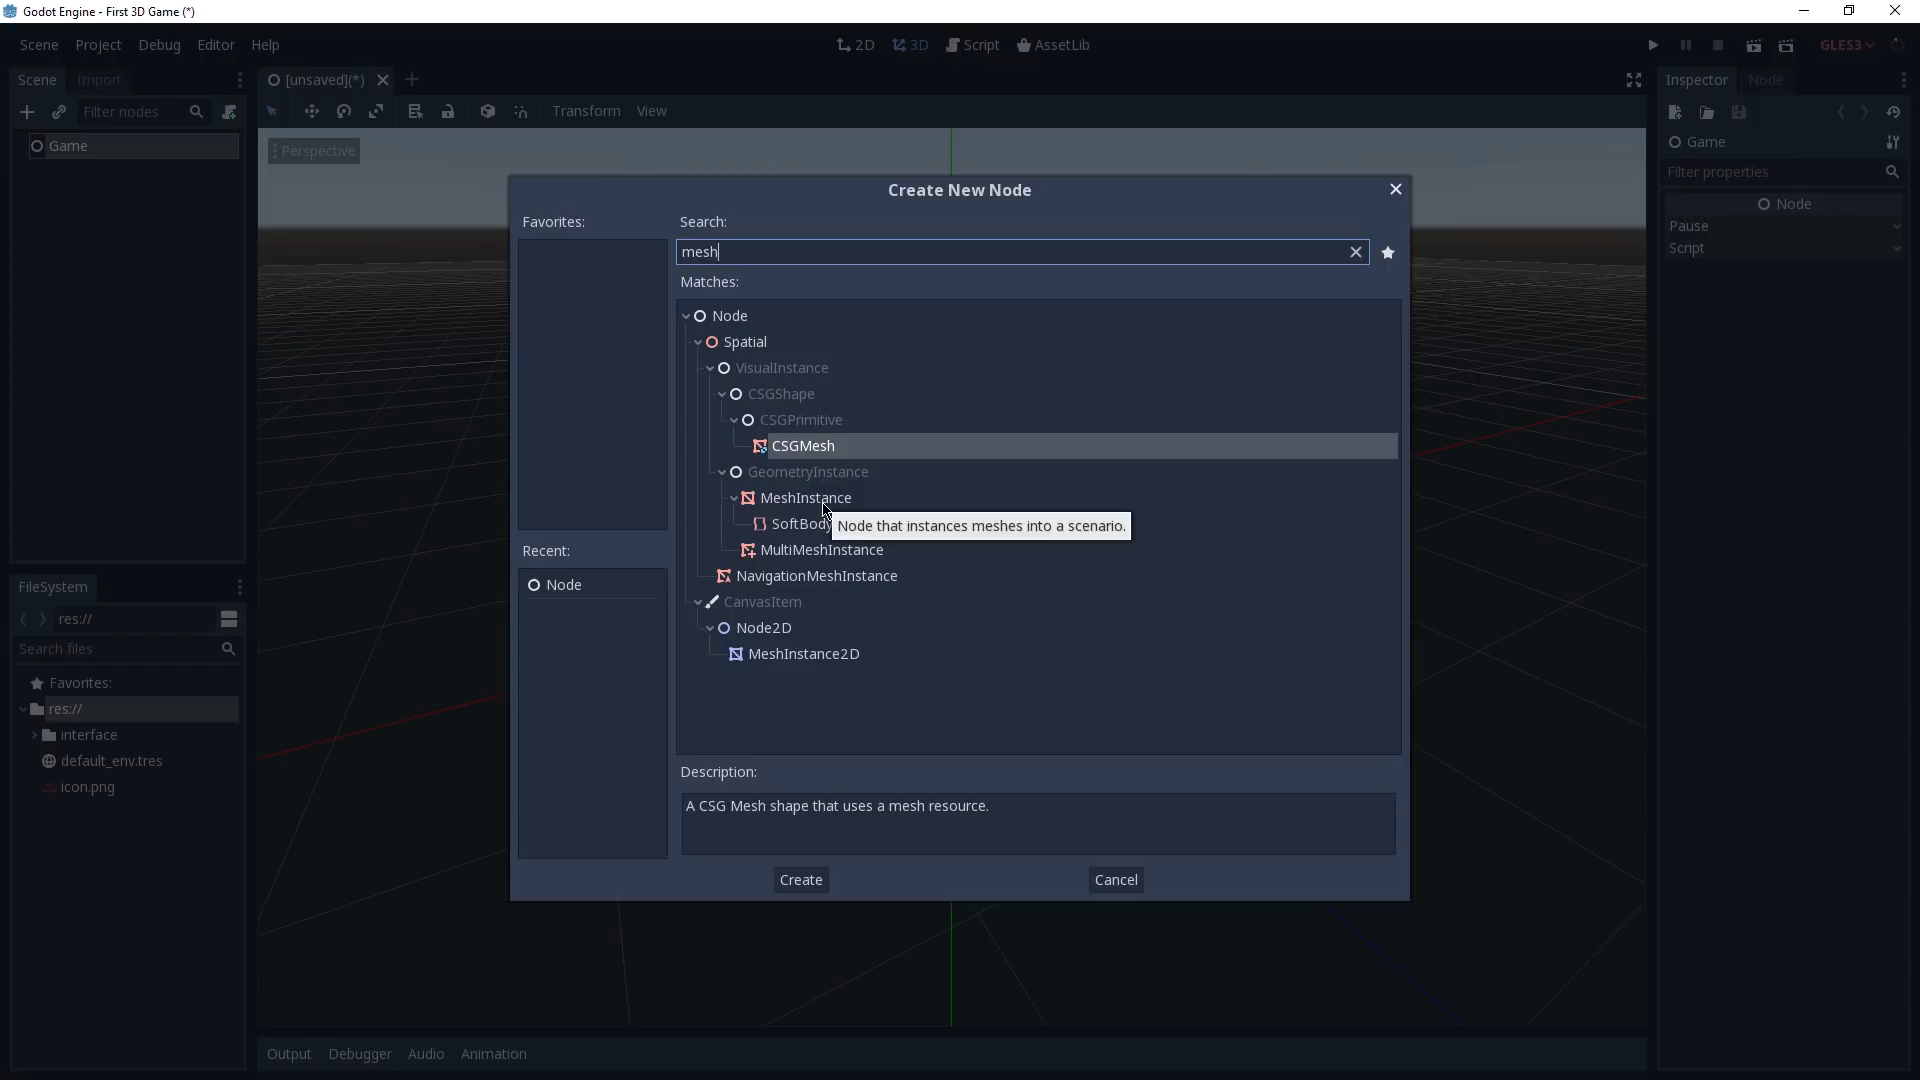 Godot Engine - First 3D Game (*)
Scene Project Debug Editor Help
2D 3D Script AssetLib
GLES3
Scene Import
[unsaved](*)
Inspector Node
Filter nodes
Transform View
Game
Perspective
Game
Filter properties
Node
Pause
Script
Create New Node
Favorites:
Search:
mesh
Matches:
Node
Spatial
VisualInstance
CSGShape
CSGPrimitive
CSGMesh
GeometryInstance
MeshInstance
SoftBody
Node that instances meshes into a scenario.
MultiMeshInstance
NavigationMeshInstance
CanvasItem
Node2D
MeshInstance2D
Recent:
Node
Description:
A CSG Mesh shape that uses a mesh resource.
Create Cancel
FileSystem
res://
Search files
Favorites:
res://
interface
default_env.tres
icon.png
Output Debugger Audio Animation